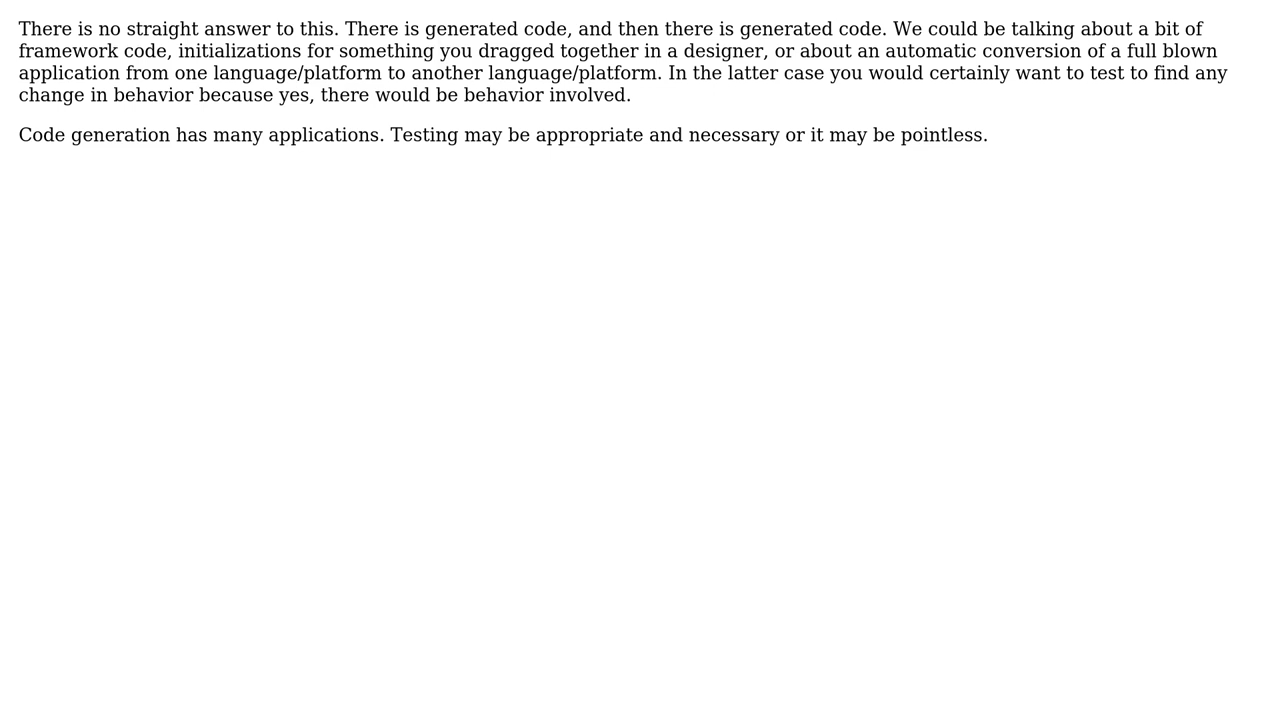 There is no straight answer to this. There is generated code, and then there is generated code. We could be talking about a bit of
framework code, initializations for something you dragged together in a designer, or about an automatic conversion of a full blown
application from one language/platform to another language/platform. In the latter case you would certainly want to test to find any
change in behavior because yes, there would be behavior involved.
Code generation has many applications. Testing may be appropriate and necessary or it may be pointless.